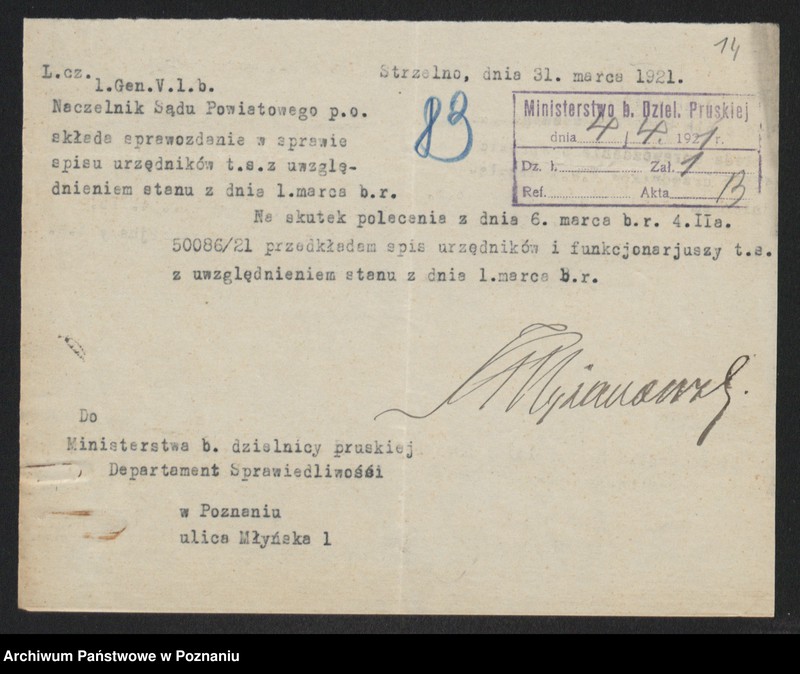 14
L.cz.
1.Gen.V.1.b.
Strzelno, dnia 31. marca 1921.
Naczelnik Sądu Powiatowego p.o.
składa sprawozdanie w sprawie
spisu urzędników t.s.z uwzglę-
dnieniem stanu z dnia 1.marca b.r.
83
Ministerstwo b. Dziel. Pruskiej
dnia 4.4. 1921 r.
Dz. I. Zał. 1
Ref. Akta B
Na skutek polecenia z dnia 6. marca b.r. 4.IIa.
50086/21 przedkładam spis urzędników i funkcjonarjuszy t.s.
z uwzględnieniem stanu z dnia 1.marca b.r.
Do
Ministerstwa b. dzielnicy pruskiej
Departament Sprawiedliwośśi
w Poznaniu
ulica Młyńska 1
Archiwum Państwowe w Poznaniu